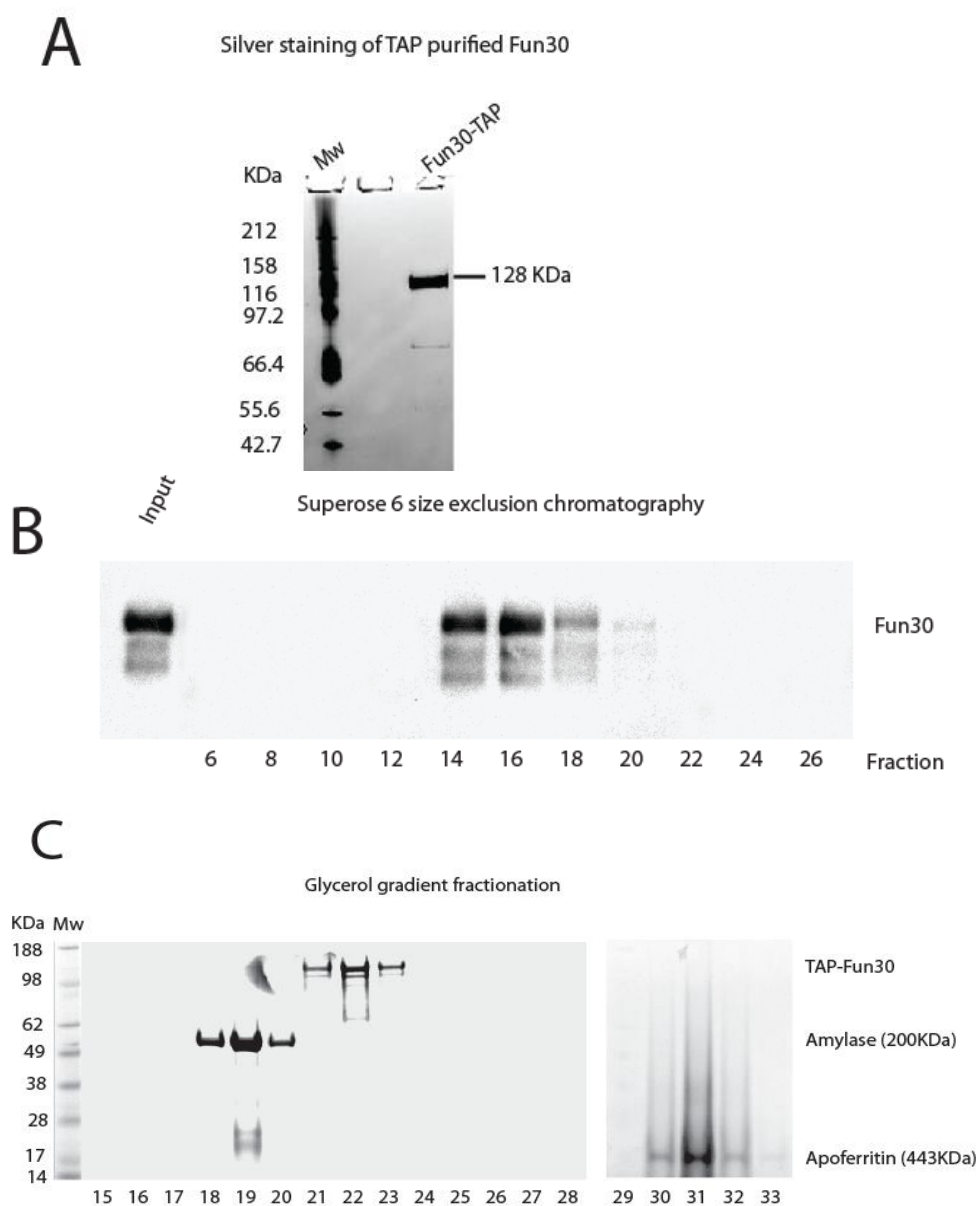 A
Silver staining of TAP purified Fun30
KDa
Mw
Fun30-TAP
212
158
116
97.2
66.4
55.6
42.7
128 KDa
B
Input
Superose 6 size exclusion chromatography
Fun30
6 8 10 12 14 16 18 20 22 24 26 Fraction
C
Glycerol gradient fractionation
KDa Mw
188
98
62
49
38
28
17
14
TAP-Fun30
Amylase (200KDa)
Apoferritin (443KDa)
15 16 17 18 19 20 21 22 23 24 25 26 27 28 29 30 31 32 33